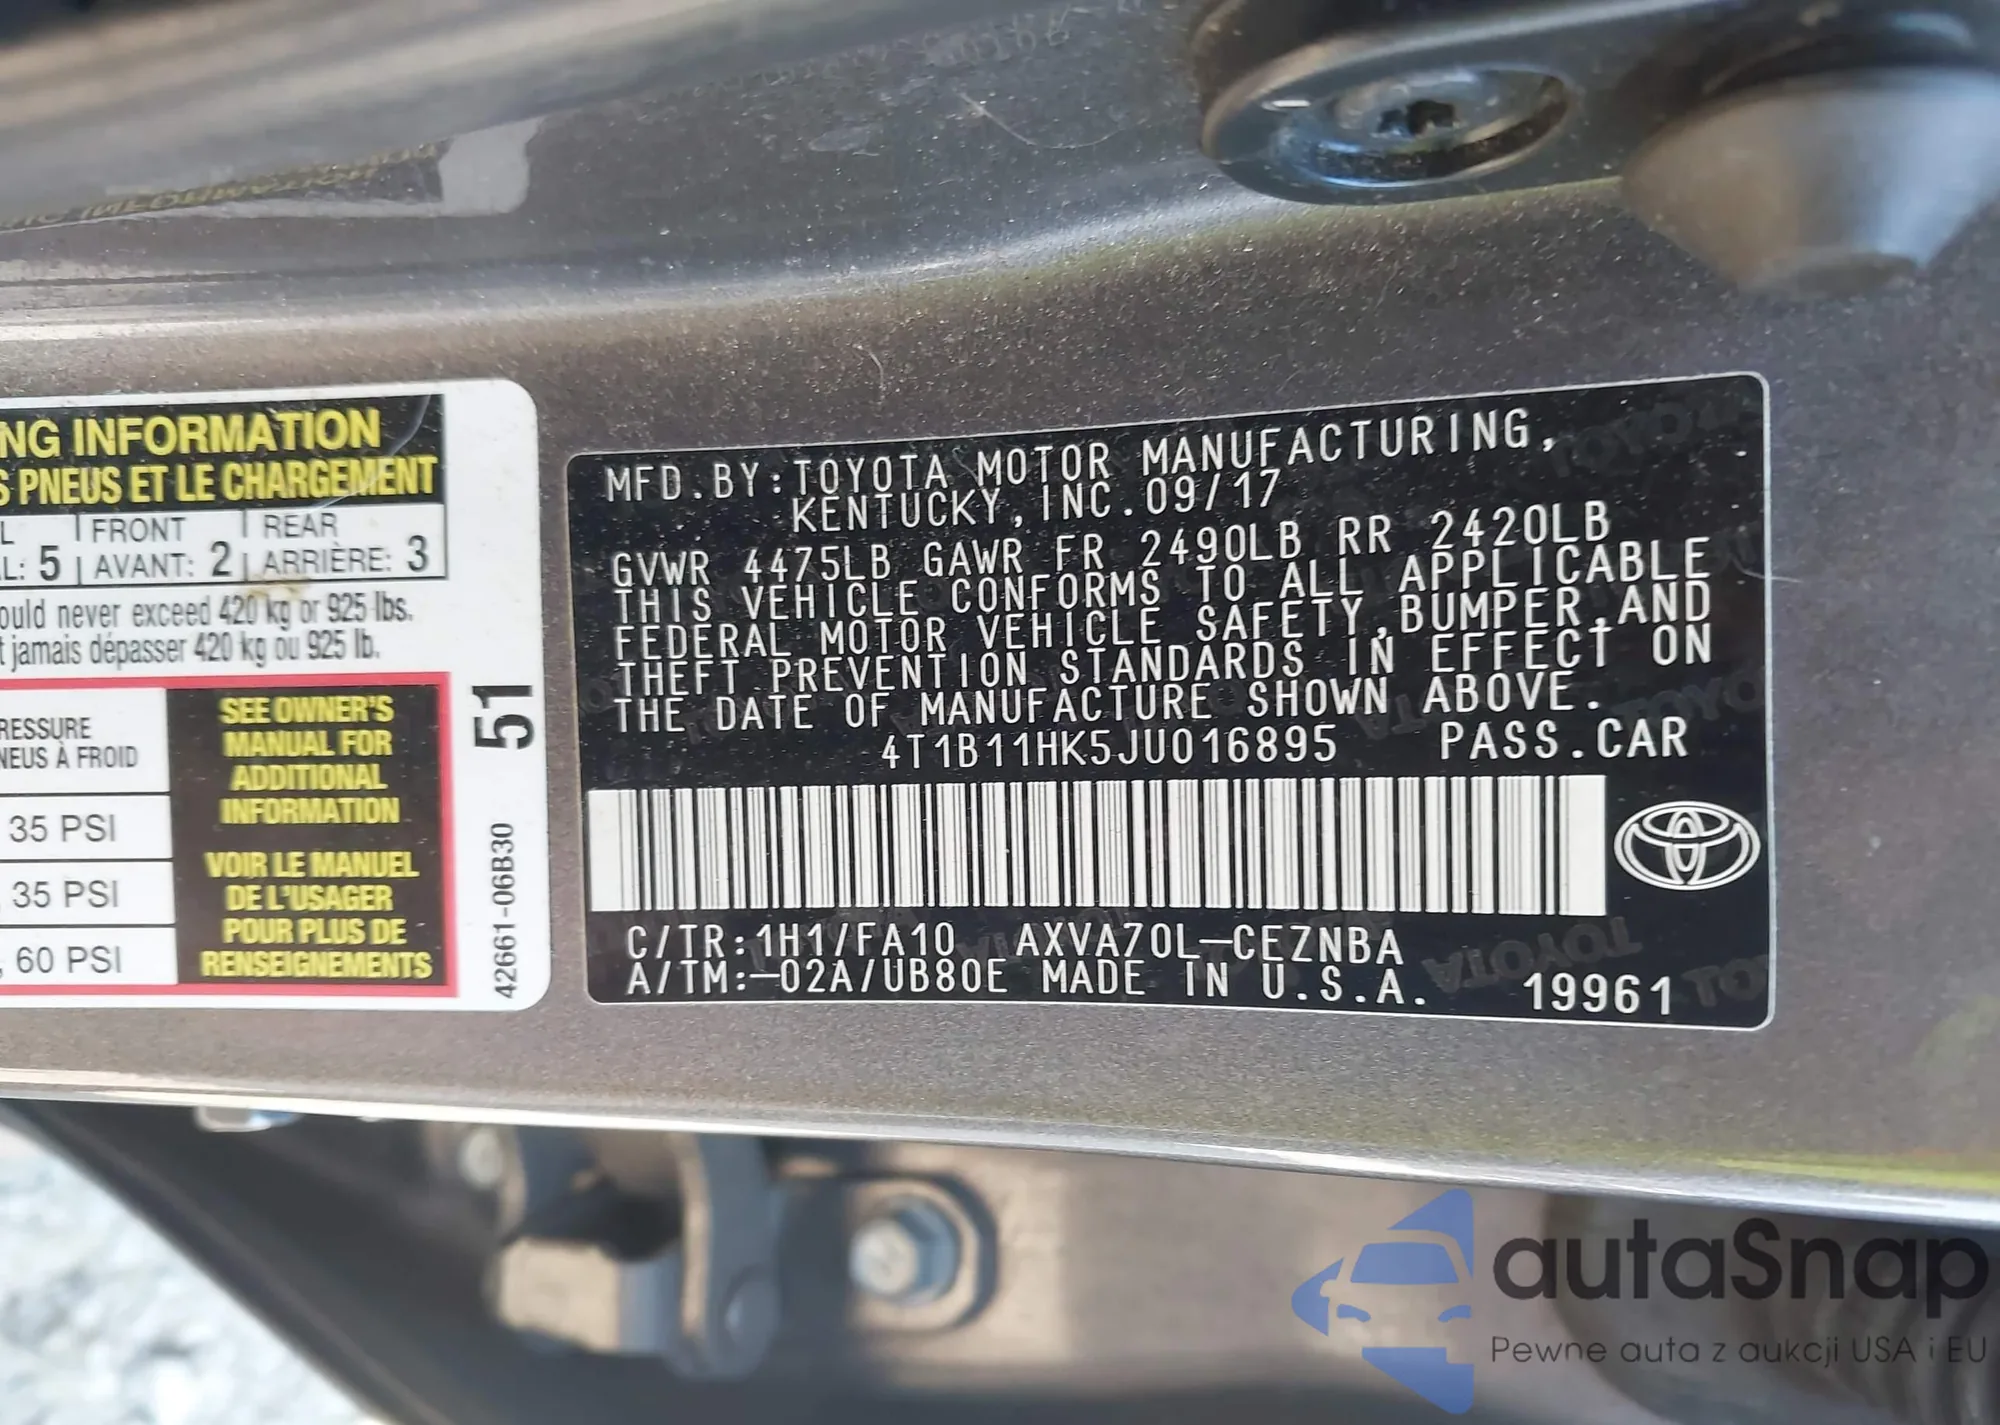 NG INFORMATION
S PNEUS ET LE CHARGEMENT
L FRONT REAR
L: 5 AVANT: 2 ARRIÈRE: 3
ould never exceed 420 kg or 925 lbs.
t jamais dépasser 420 kg ou 925 lb.
RESSURE
NEUS À FROID
35 PSI
35 PSI
60 PSI
SEE OWNER'S
MANUAL FOR
ADDITIONAL
INFORMATION
VOIR LE MANUEL
DE L'USAGER
POUR PLUS DE
RENSEIGNEMENTS
51
42661-06B30
MFD.BY:TOYOTA MOTOR MANUFACTURING,
KENTUCKY,INC.09/17
GVWR 4475LB GAWR FR 2490LB RR 2420LB
THIS VEHICLE CONFORMS TO ALL APPLICABLE
FEDERAL MOTOR VEHICLE SAFETY,BUMPER,AND
THEFT PREVENTION STANDARDS IN EFFECT ON
THE DATE OF MANUFACTURE SHOWN ABOVE.
4T1B11HK5JU016895 PASS.CAR
C/TR:1H1/FA10 AXVA70L-CEZNBA
A/TM:-02A/UB80E MADE IN U.S.A. 19961
autaSnap
Pewne auta z aukcji USA i EU